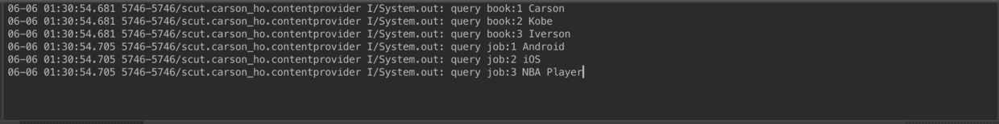 06-06 01:30:54.681 5746-5746/scut.carson_ho.contentprovider I/System.out: query book:1 Carson
06-06 01:30:54.681 5746-5746/scut.carson_ho.contentprovider I/System.out: query book:2 Kobe
06-06 01:30:54.681 5746-5746/scut.carson_ho.contentprovider I/System.out: query book:3 Iverson
06-06 01:30:54.705 5746-5746/scut.carson_ho.contentprovider I/System.out: query job:1 Android
06-06 01:30:54.705 5746-5746/scut.carson_ho.contentprovider I/System.out: query job:2 iOS
06-06 01:30:54.705 5746-5746/scut.carson_ho.contentprovider I/System.out: query job:3 NBA Player